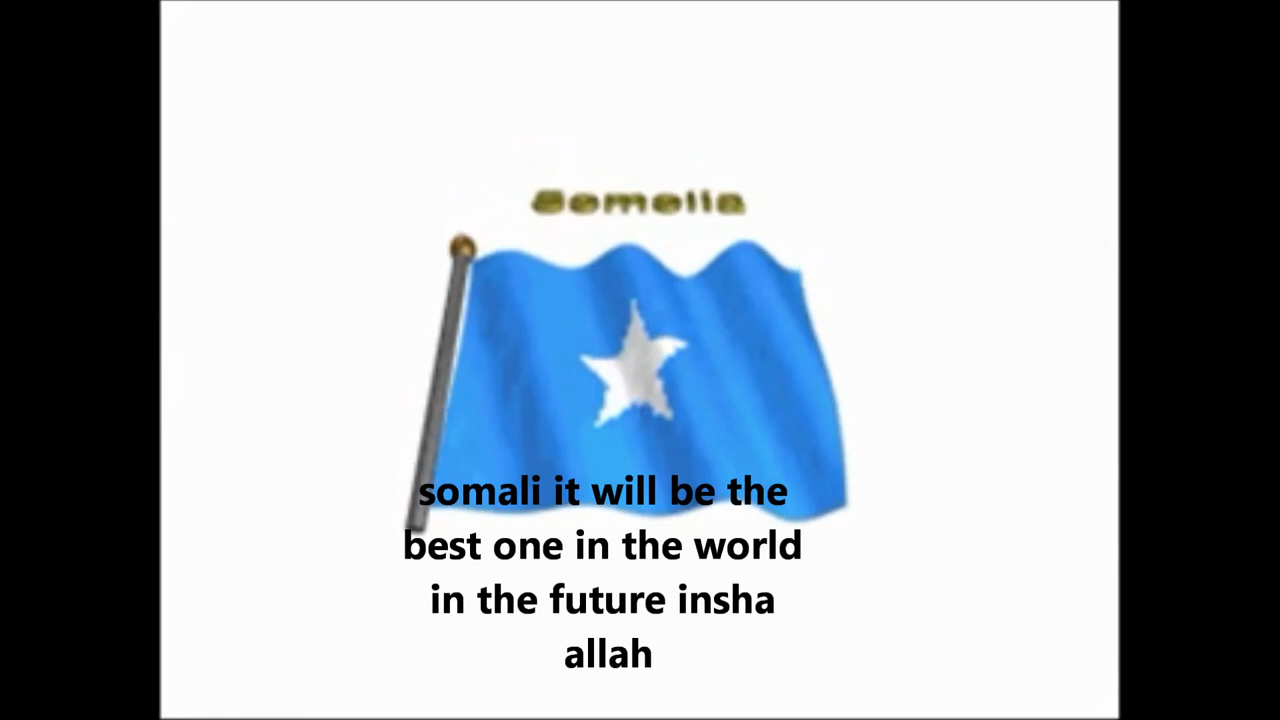 Somalia
somali it will be the
best one in the world
in the future insha
allah